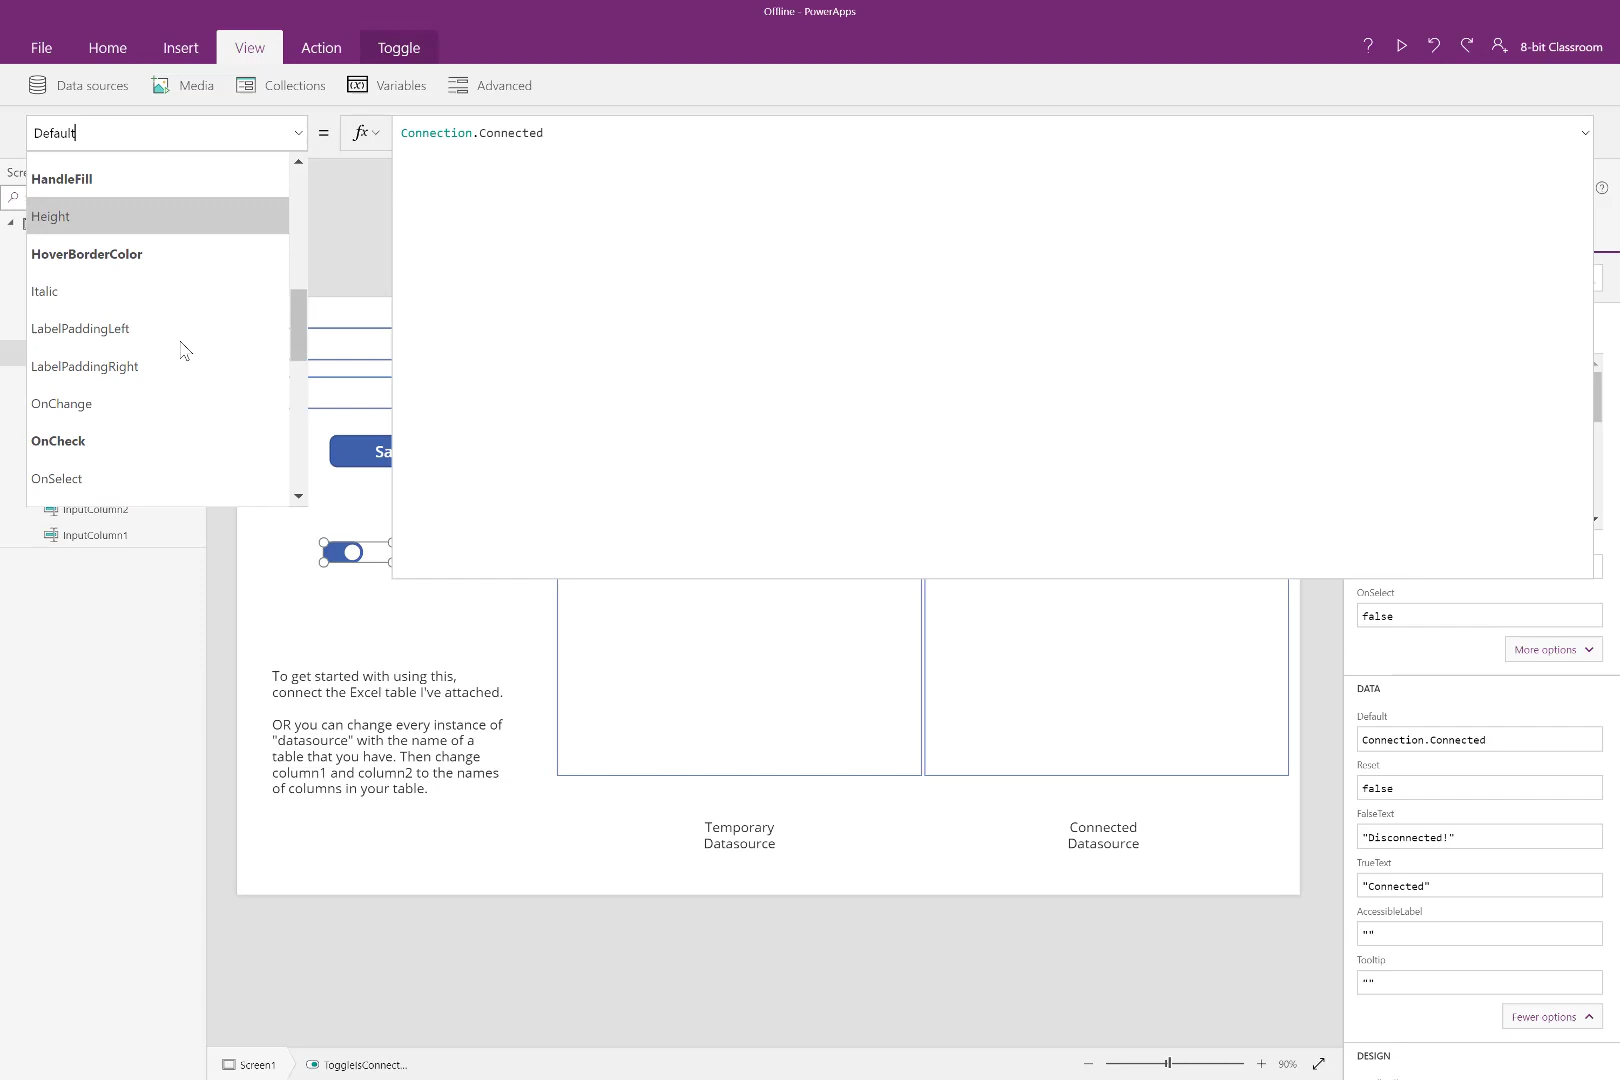 Offline - PowerApps
File
Home
Insert
View
Action
Toggle
?
8-bit Classroom
Data sources
Media
Collections
(x)
Variables
Advanced
Default
=
fx
Connection.Connected
Scre
HandleFill
Height
HoverBorderColor
Italic
LabelPaddingLeft
LabelPaddingRight
OnChange
OnCheck
OnSelect
InputColumn2
InputColumn1
Sa
To get started with using this,
connect the Excel table I've attached.
OR you can change every instance of
"datasource" with the name of a
table that you have. Then change
column1 and column2 to the names
of columns in your table.
Temporary
Datasource
Connected
Datasource
OnSelect
false
More options
DATA
Default
Connection.Connected
Reset
false
FalseText
"Disconnected!"
TrueText
"Connected"
AccessibleLabel
""
Tooltip
""
Fewer options
DESIGN
Screen1
ToggleIsConnect...
90%